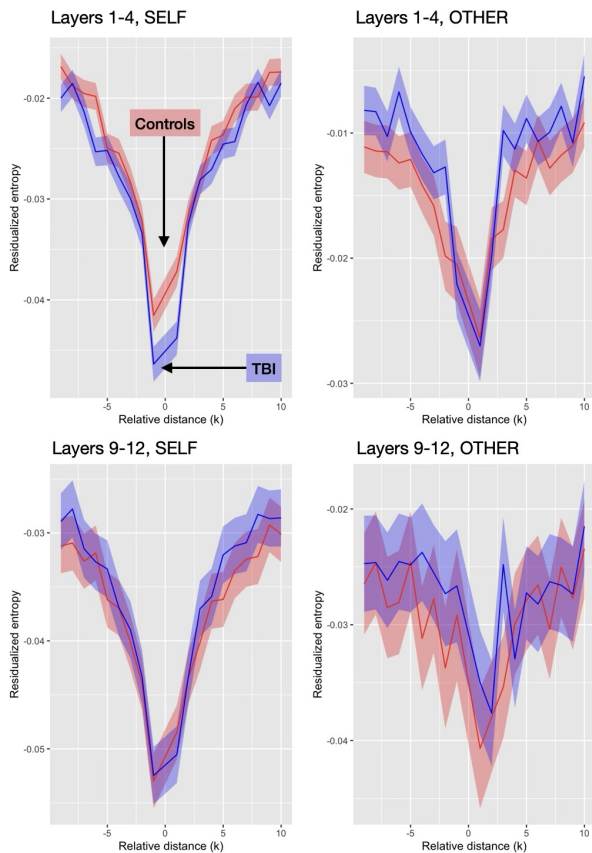 Layers 1-4, SELF
Residualized entropy
-0.02
-0.03
-0.04
Controls
TBI
-5
0
5
10
Relative distance (k)
Layers 1-4, OTHER
Residualized entropy
-0.01
-0.02
-0.03
-5
0
5
10
Relative distance (k)
Layers 9-12, SELF
Residualized entropy
-0.03
-0.04
-0.05
-5
0
5
10
Relative distance (k)
Layers 9-12, OTHER
Residualized entropy
-0.02
-0.03
-0.04
-5
0
5
10
Relative distance (k)